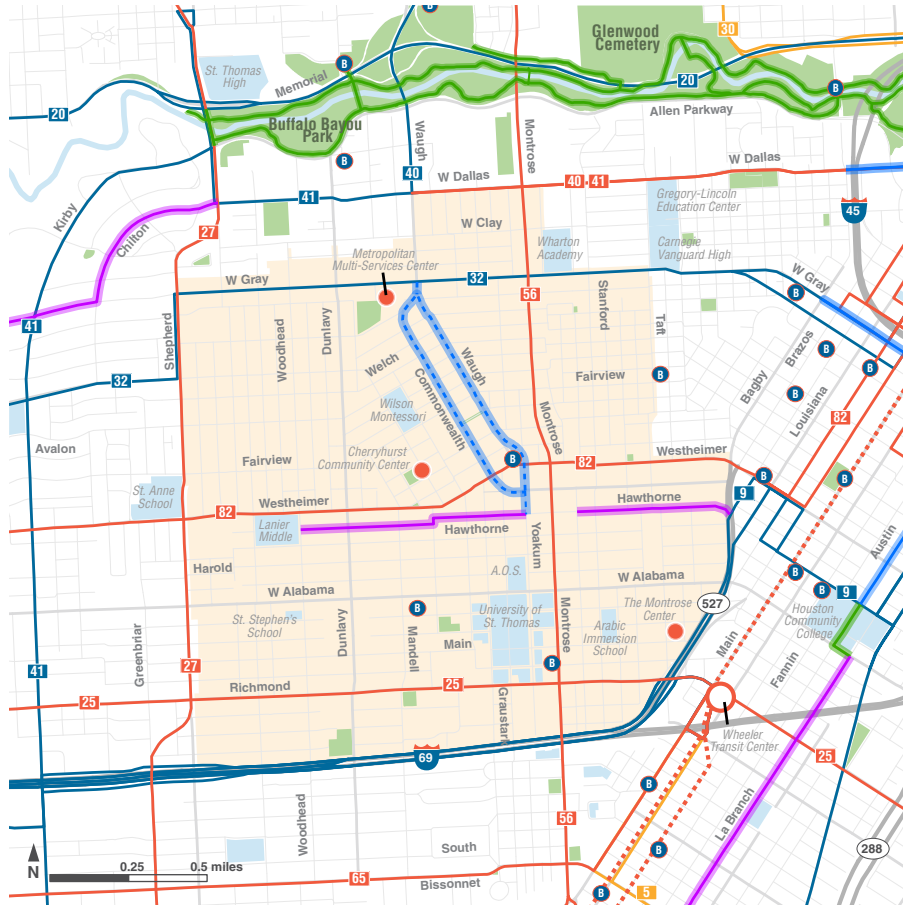 30
Glenwood
Cemetery
St. Thomas
High
Memorial
20
B
B
B
20
Allen Parkway
Buffalo Bayou
Park
Waugh
Montrose
B
W Dallas
40
W Dallas
40·41
41
Gregory-Lincoln
Education Center
45
Kirby
Chilton
27
W Clay
Metropolitan
Multi-Services Center
Wharton
Academy
Carnegie
Vanguard High
W Gray
32
W Gray
B
56
Stanford
Taft
41
Shepherd
Woodhead
Dunlavy
Welch
Commonwealth
Waugh
Fairview
Brazos
B
B
B
Bagby
B
Louisiana
32
Wilson
Montessori
Montrose
82
Avalon
Fairview
Cherryhurst
Community Center
B
82
Westheimer
B
B
St. Anne
School
82
Westheimer
Hawthorne
9
Lanier
Middle
Hawthorne
Yoakum
Austin
Harold
A.O.S.
B
W Alabama
W Alabama
B
9
527
St. Stephen's
School
B
University of
St. Thomas
The Montrose
Center
Houston
Community
College
Greenbriar
Dunlavy
Mandell
Main
Montrose
Arabic
Immersion
School
Main
Fannin
41
27
B
25
Richmond
25
Graustark
Wheeler
Transit Center
69
25
B
Woodhead
La Branch
56
South
B
288
N
0.25
0.5 miles
65
Bissonnet
B
5